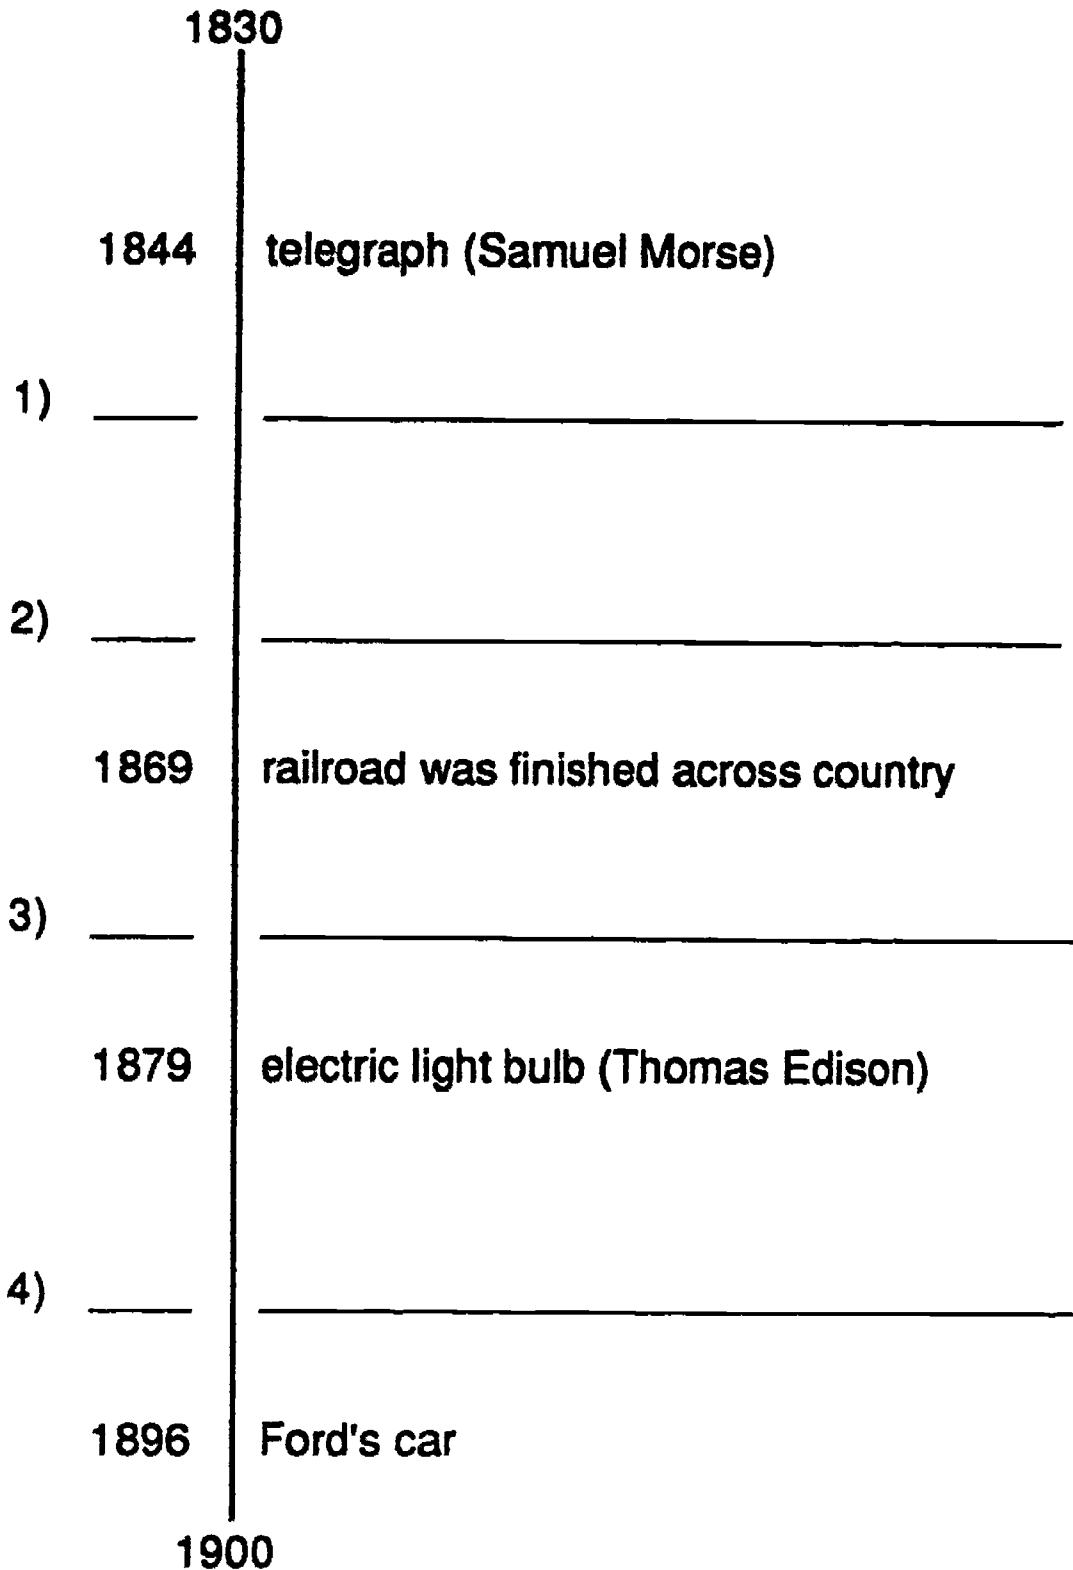 1830
1844 telegraph (Samuel Morse)
1)
2)
1869 railroad was finished across country
3)
1879 electric light bulb (Thomas Edison)
4)
1896 Ford's car
1900